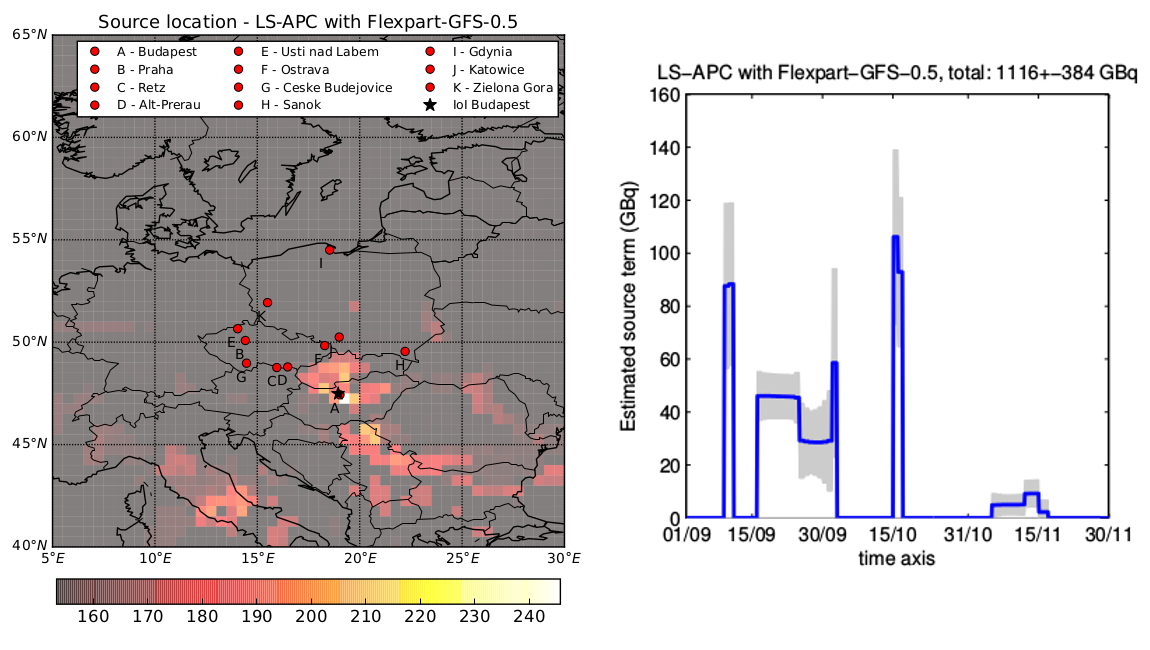 Source location - LS-APC with Flexpart-GFS-0.5
65°N
A - Budapest
B - Praha
C - Retz
D - Alt-Prerau
E - Usti nad Labem
F - Ostrava
G - Ceske Budejovice
H - Sanok
I - Gdynia
J - Katowice
K - Zielona Gora
IoI Budapest
60°N
55°N
I
K
50°N
E
B
F
J
H
G
CD
A
45°N
40°N
5°E 10°E 15°E 20°E 25°E 30°E
160 170 180 190 200 210 220 230 240
LS−APC with Flexpart−GFS−0.5, total: 1116+−384 GBq
Estimated source term (GBq)
160
140
120
100
80
60
40
20
0
01/09 15/09 30/09 15/10 31/10 15/11 30/11
time axis